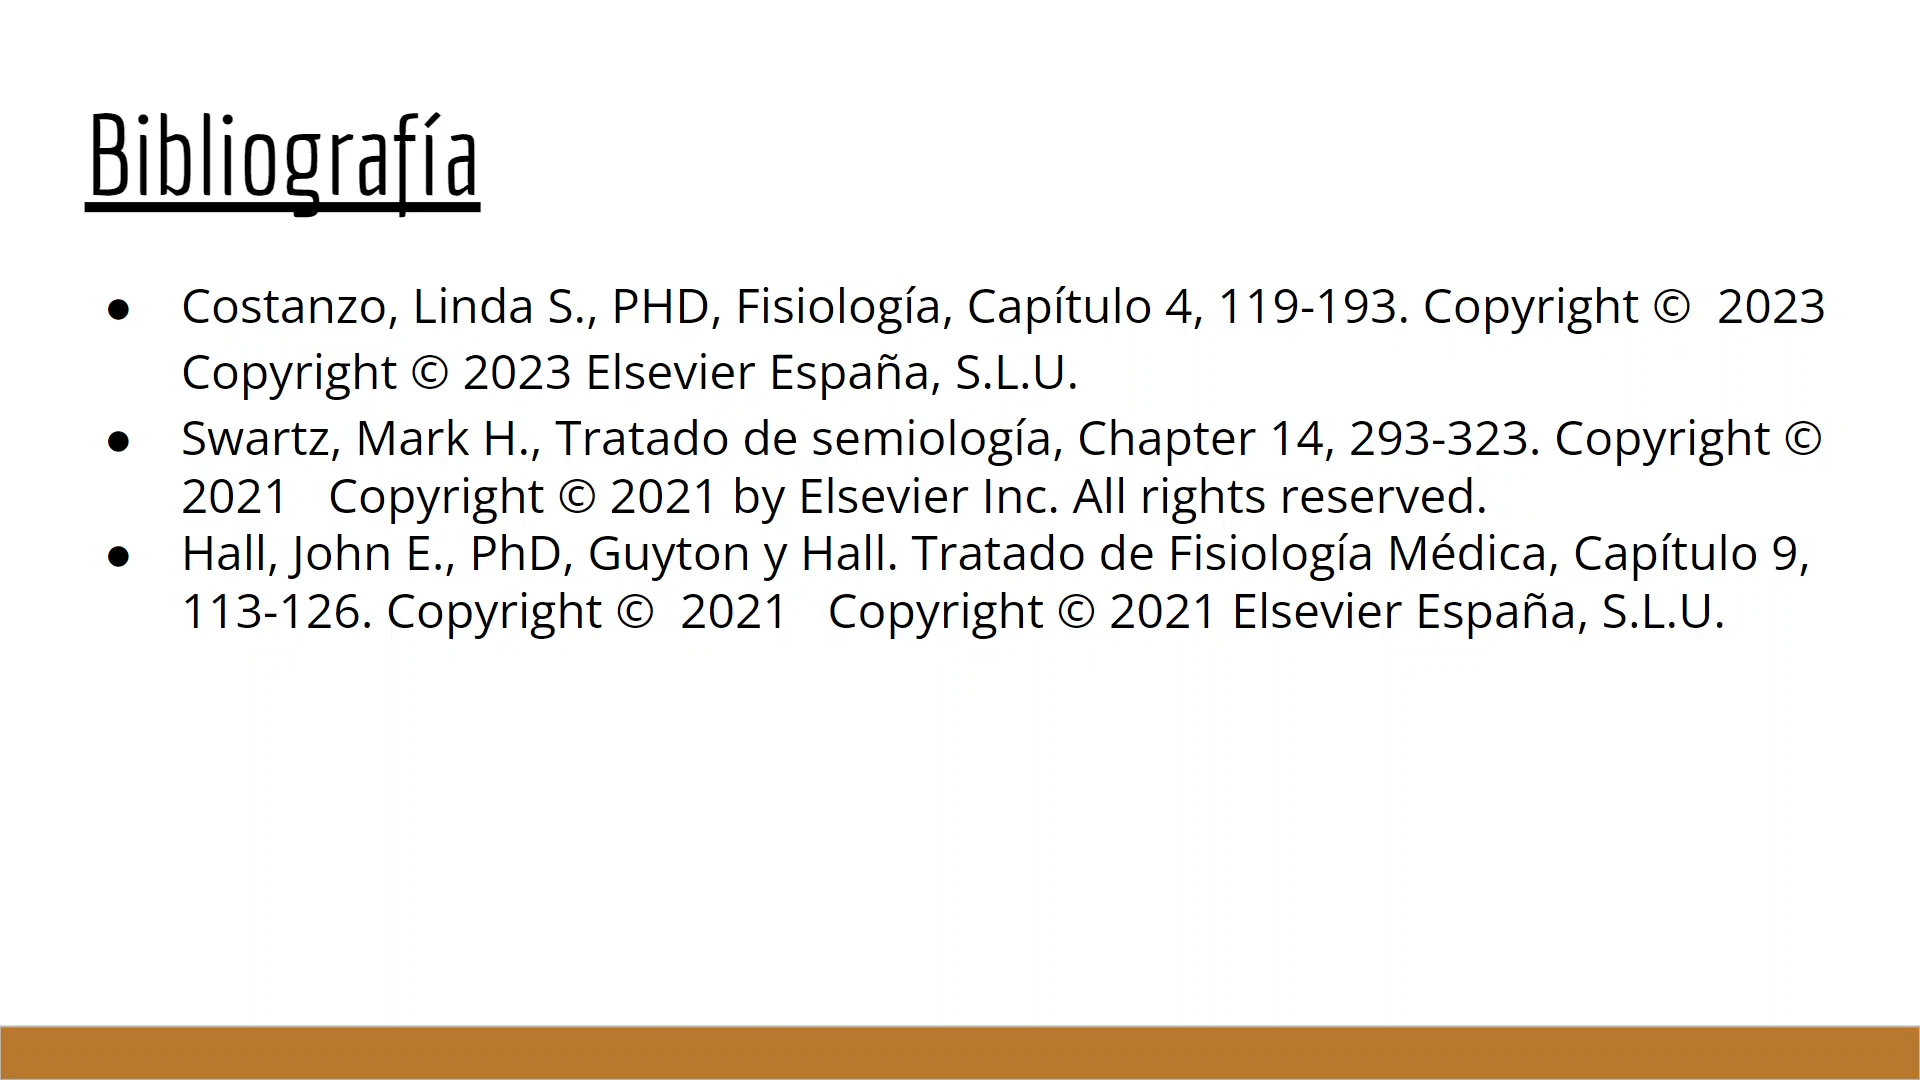 Bibliografía
● Costanzo, Linda S., PHD, Fisiología, Capítulo 4, 119-193. Copyright ©  2023
Copyright © 2023 Elsevier España, S.L.U.
● Swartz, Mark H., Tratado de semiología, Chapter 14, 293-323. Copyright ©
2021   Copyright © 2021 by Elsevier Inc. All rights reserved.
● Hall, John E., PhD, Guyton y Hall. Tratado de Fisiología Médica, Capítulo 9,
113-126. Copyright ©  2021   Copyright © 2021 Elsevier España, S.L.U.